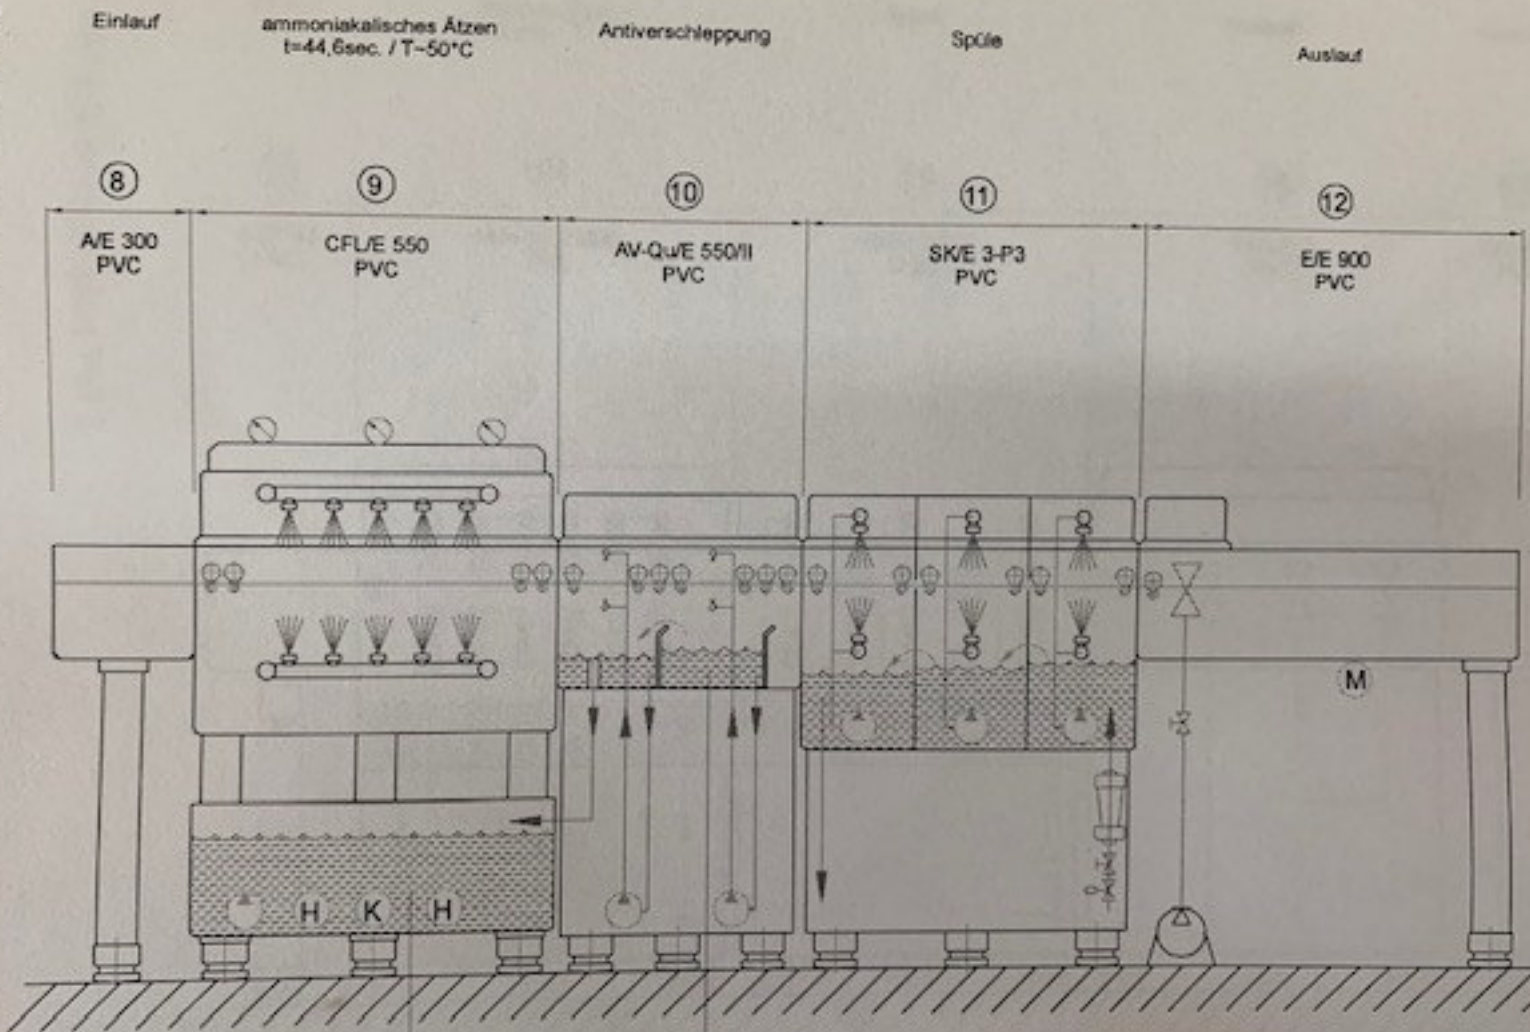 Einlauf
ammoniakalisches Ätzen
t=44,6sec. / T~50°C
Antiverschleppung
Spüle
Auslauf
8
9
10
11
12
A/E 300
PVC
CFL/E 550
PVC
AV-Qu/E 550/II
PVC
SK/E 3-P3
PVC
E/E 900
PVC
M
H K H